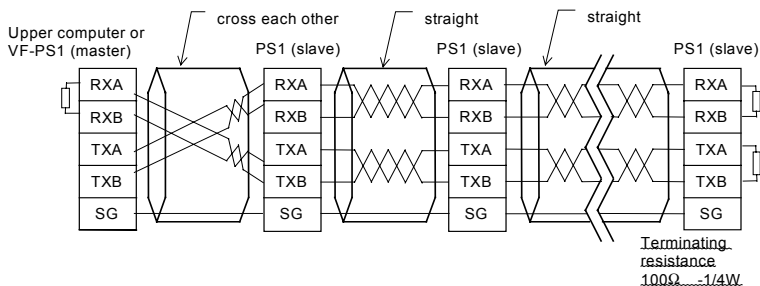 cross each other
straight
straight
Upper computer or
VF-PS1 (master)
PS1 (slave)
PS1 (slave)
PS1 (slave)
RXA
RXB
TXA
TXB
SG
RXA
RXB
TXA
TXB
SG
RXA
RXB
TXA
TXB
SG
RXA
RXB
TXA
TXB
SG
Terminating
resistance
100Ω -1/4W